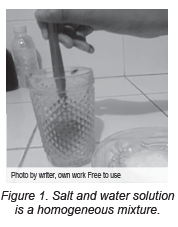 Photo by writer, own work Free to use
Figure 1. Salt and water solution
is a homogeneous mixture.